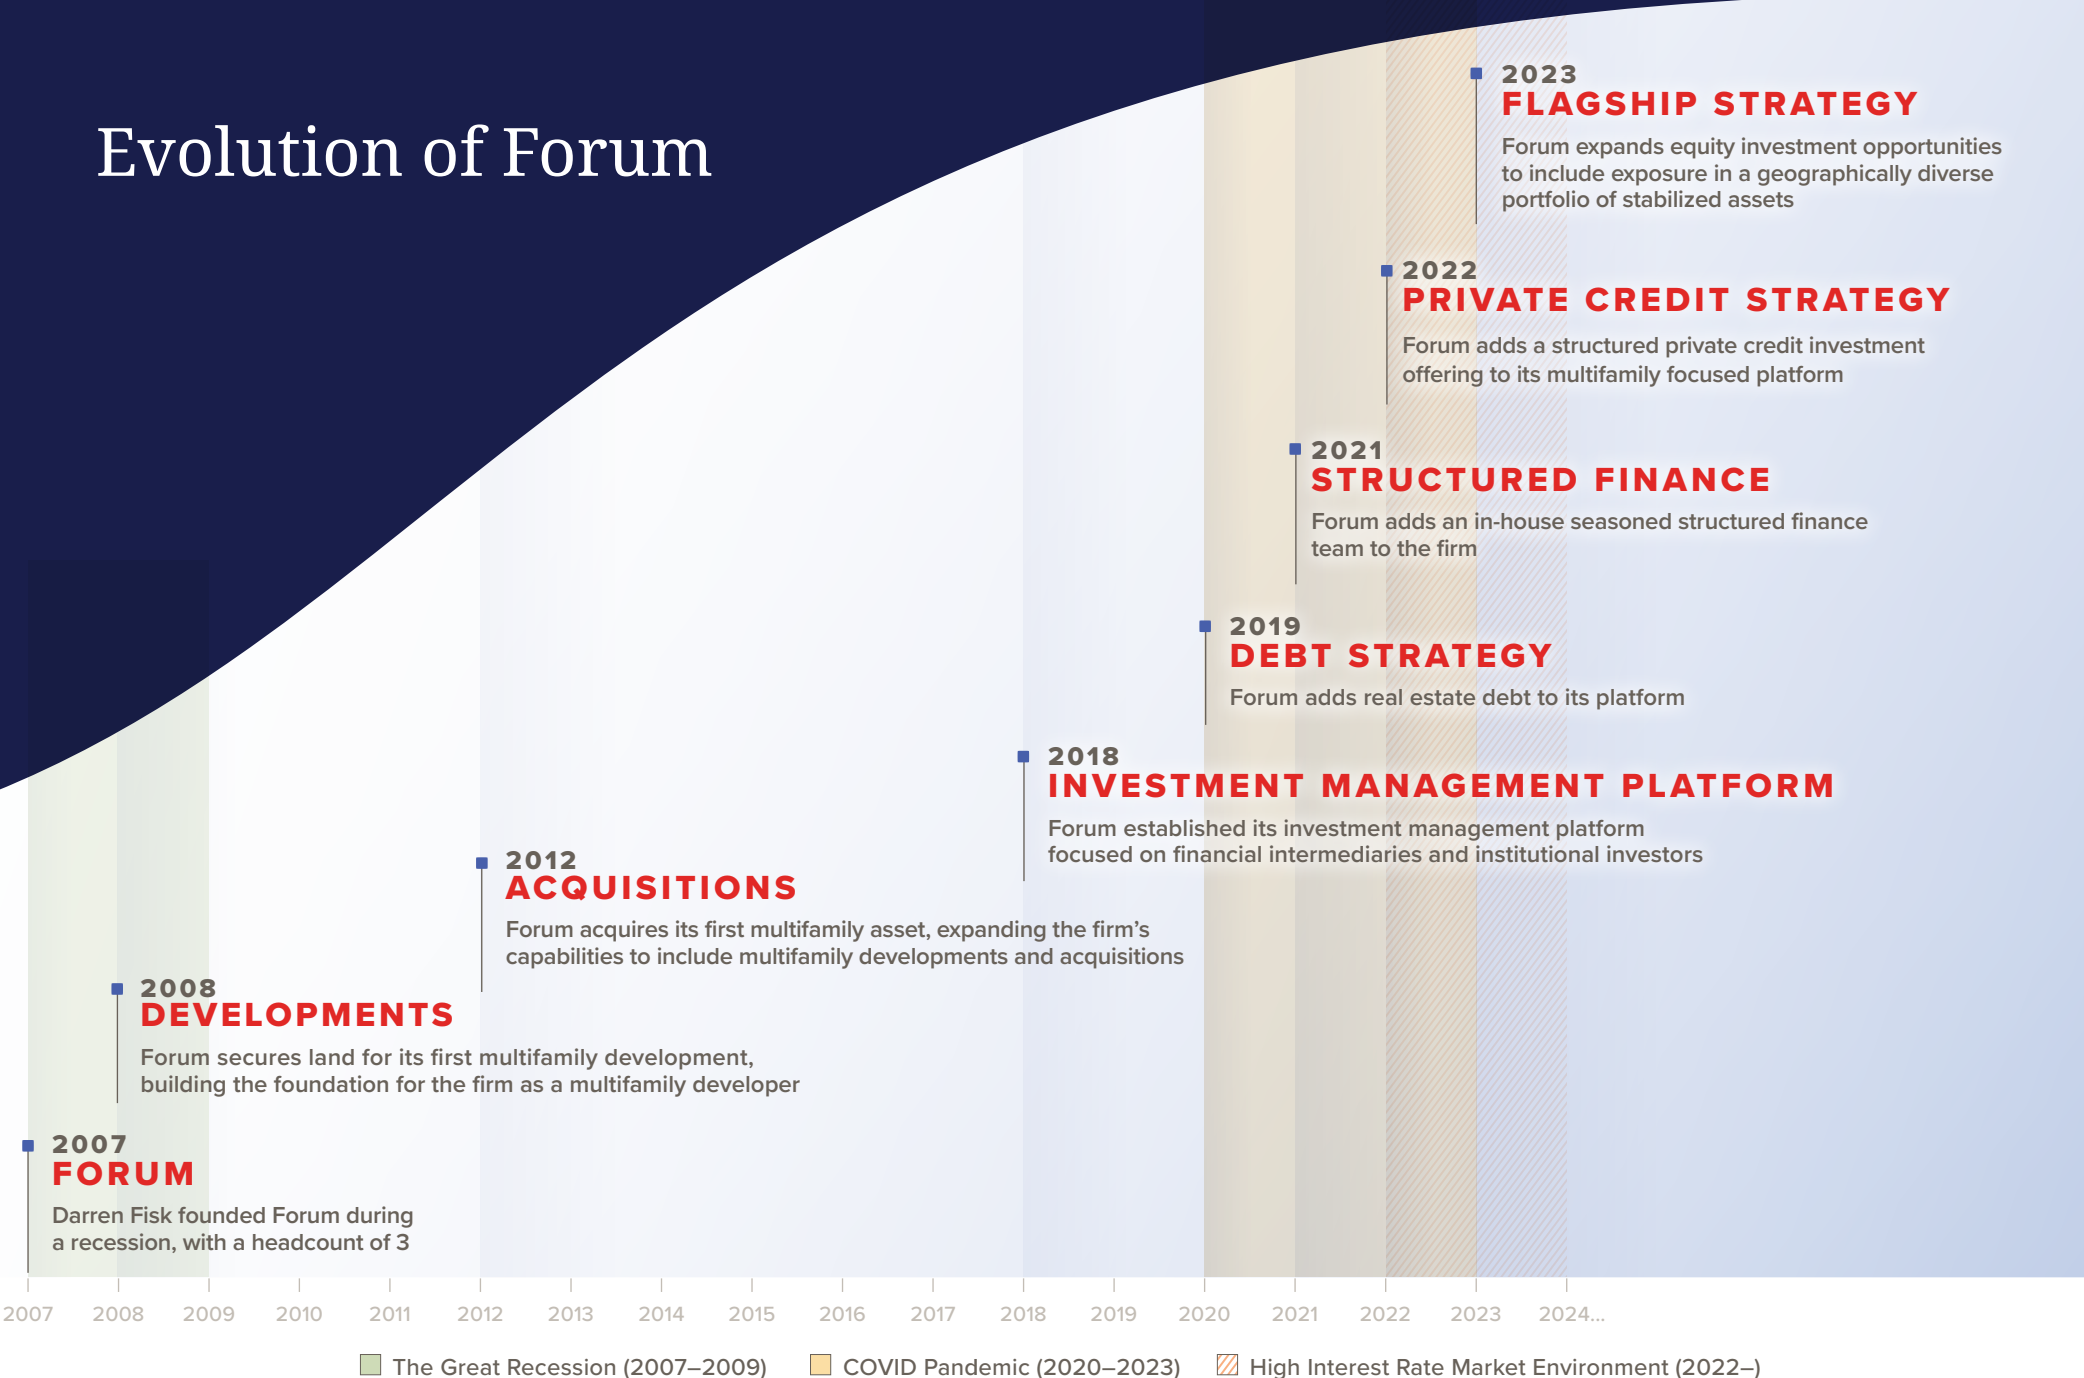 Evolution of Forum
2023
FLAGSHIP STRATEGY
Forum expands equity investment opportunities
to include exposure in a geographically diverse
portfolio of stabilized assets
2022
PRIVATE CREDIT STRATEGY
Forum adds a structured private credit investment
offering to its multifamily focused platform
2021
STRUCTURED FINANCE
Forum adds an in-house seasoned structured finance
team to the firm
2019
DEBT STRATEGY
Forum adds real estate debt to its platform
2018
INVESTMENT MANAGEMENT PLATFORM
Forum established its investment management platform
focused on financial intermediaries and institutional investors
2012
ACQUISITIONS
Forum acquires its first multifamily asset, expanding the firm’s
capabilities to include multifamily developments and acquisitions
2008
DEVELOPMENTS
Forum secures land for its first multifamily development,
building the foundation for the firm as a multifamily developer
2007
FORUM
Darren Fisk founded Forum during
a recession, with a headcount of 3
2007 2008 2009 2010 2011 2012 2013 2014 2015 2016 2017 2018 2019 2020 2021 2022 2023 2024...
The Great Recession (2007–2009) COVID Pandemic (2020–2023) High Interest Rate Market Environment (2022–)